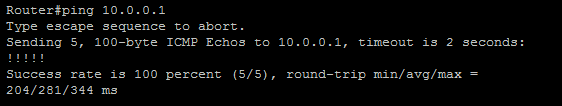 Router#ping 10.0.0.1
Type escape sequence to abort.
Sending 5, 100-byte ICMP Echos to 10.0.0.1, timeout is 2 seconds:
!!!!!
Success rate is 100 percent (5/5), round-trip min/avg/max =
204/281/344 ms